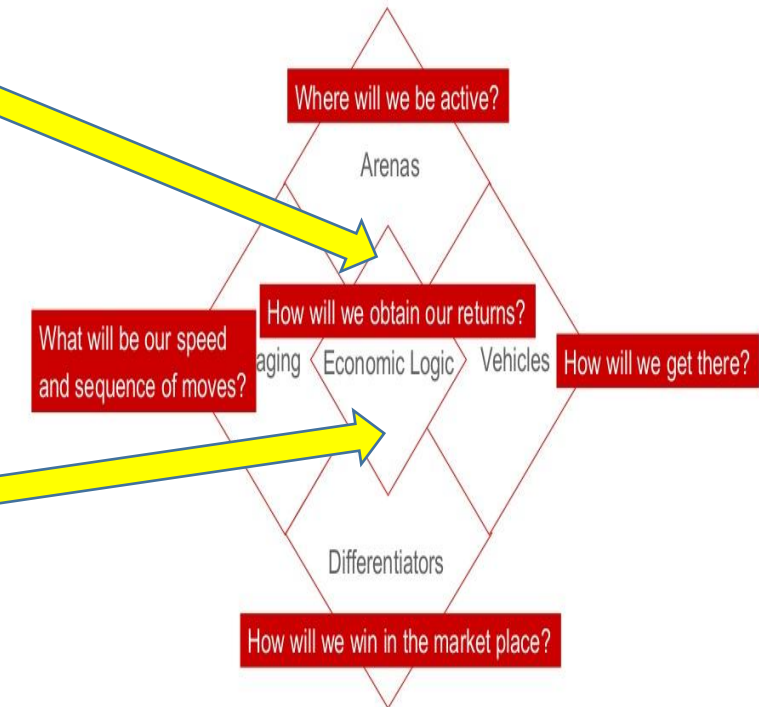 Where will we be active?
Arenas
How will we obtain our returns?
What will be our speed
and sequence of moves?
aging
Economic Logic
Vehicles
How will we get there?
Differentiators
How will we win in the market place?